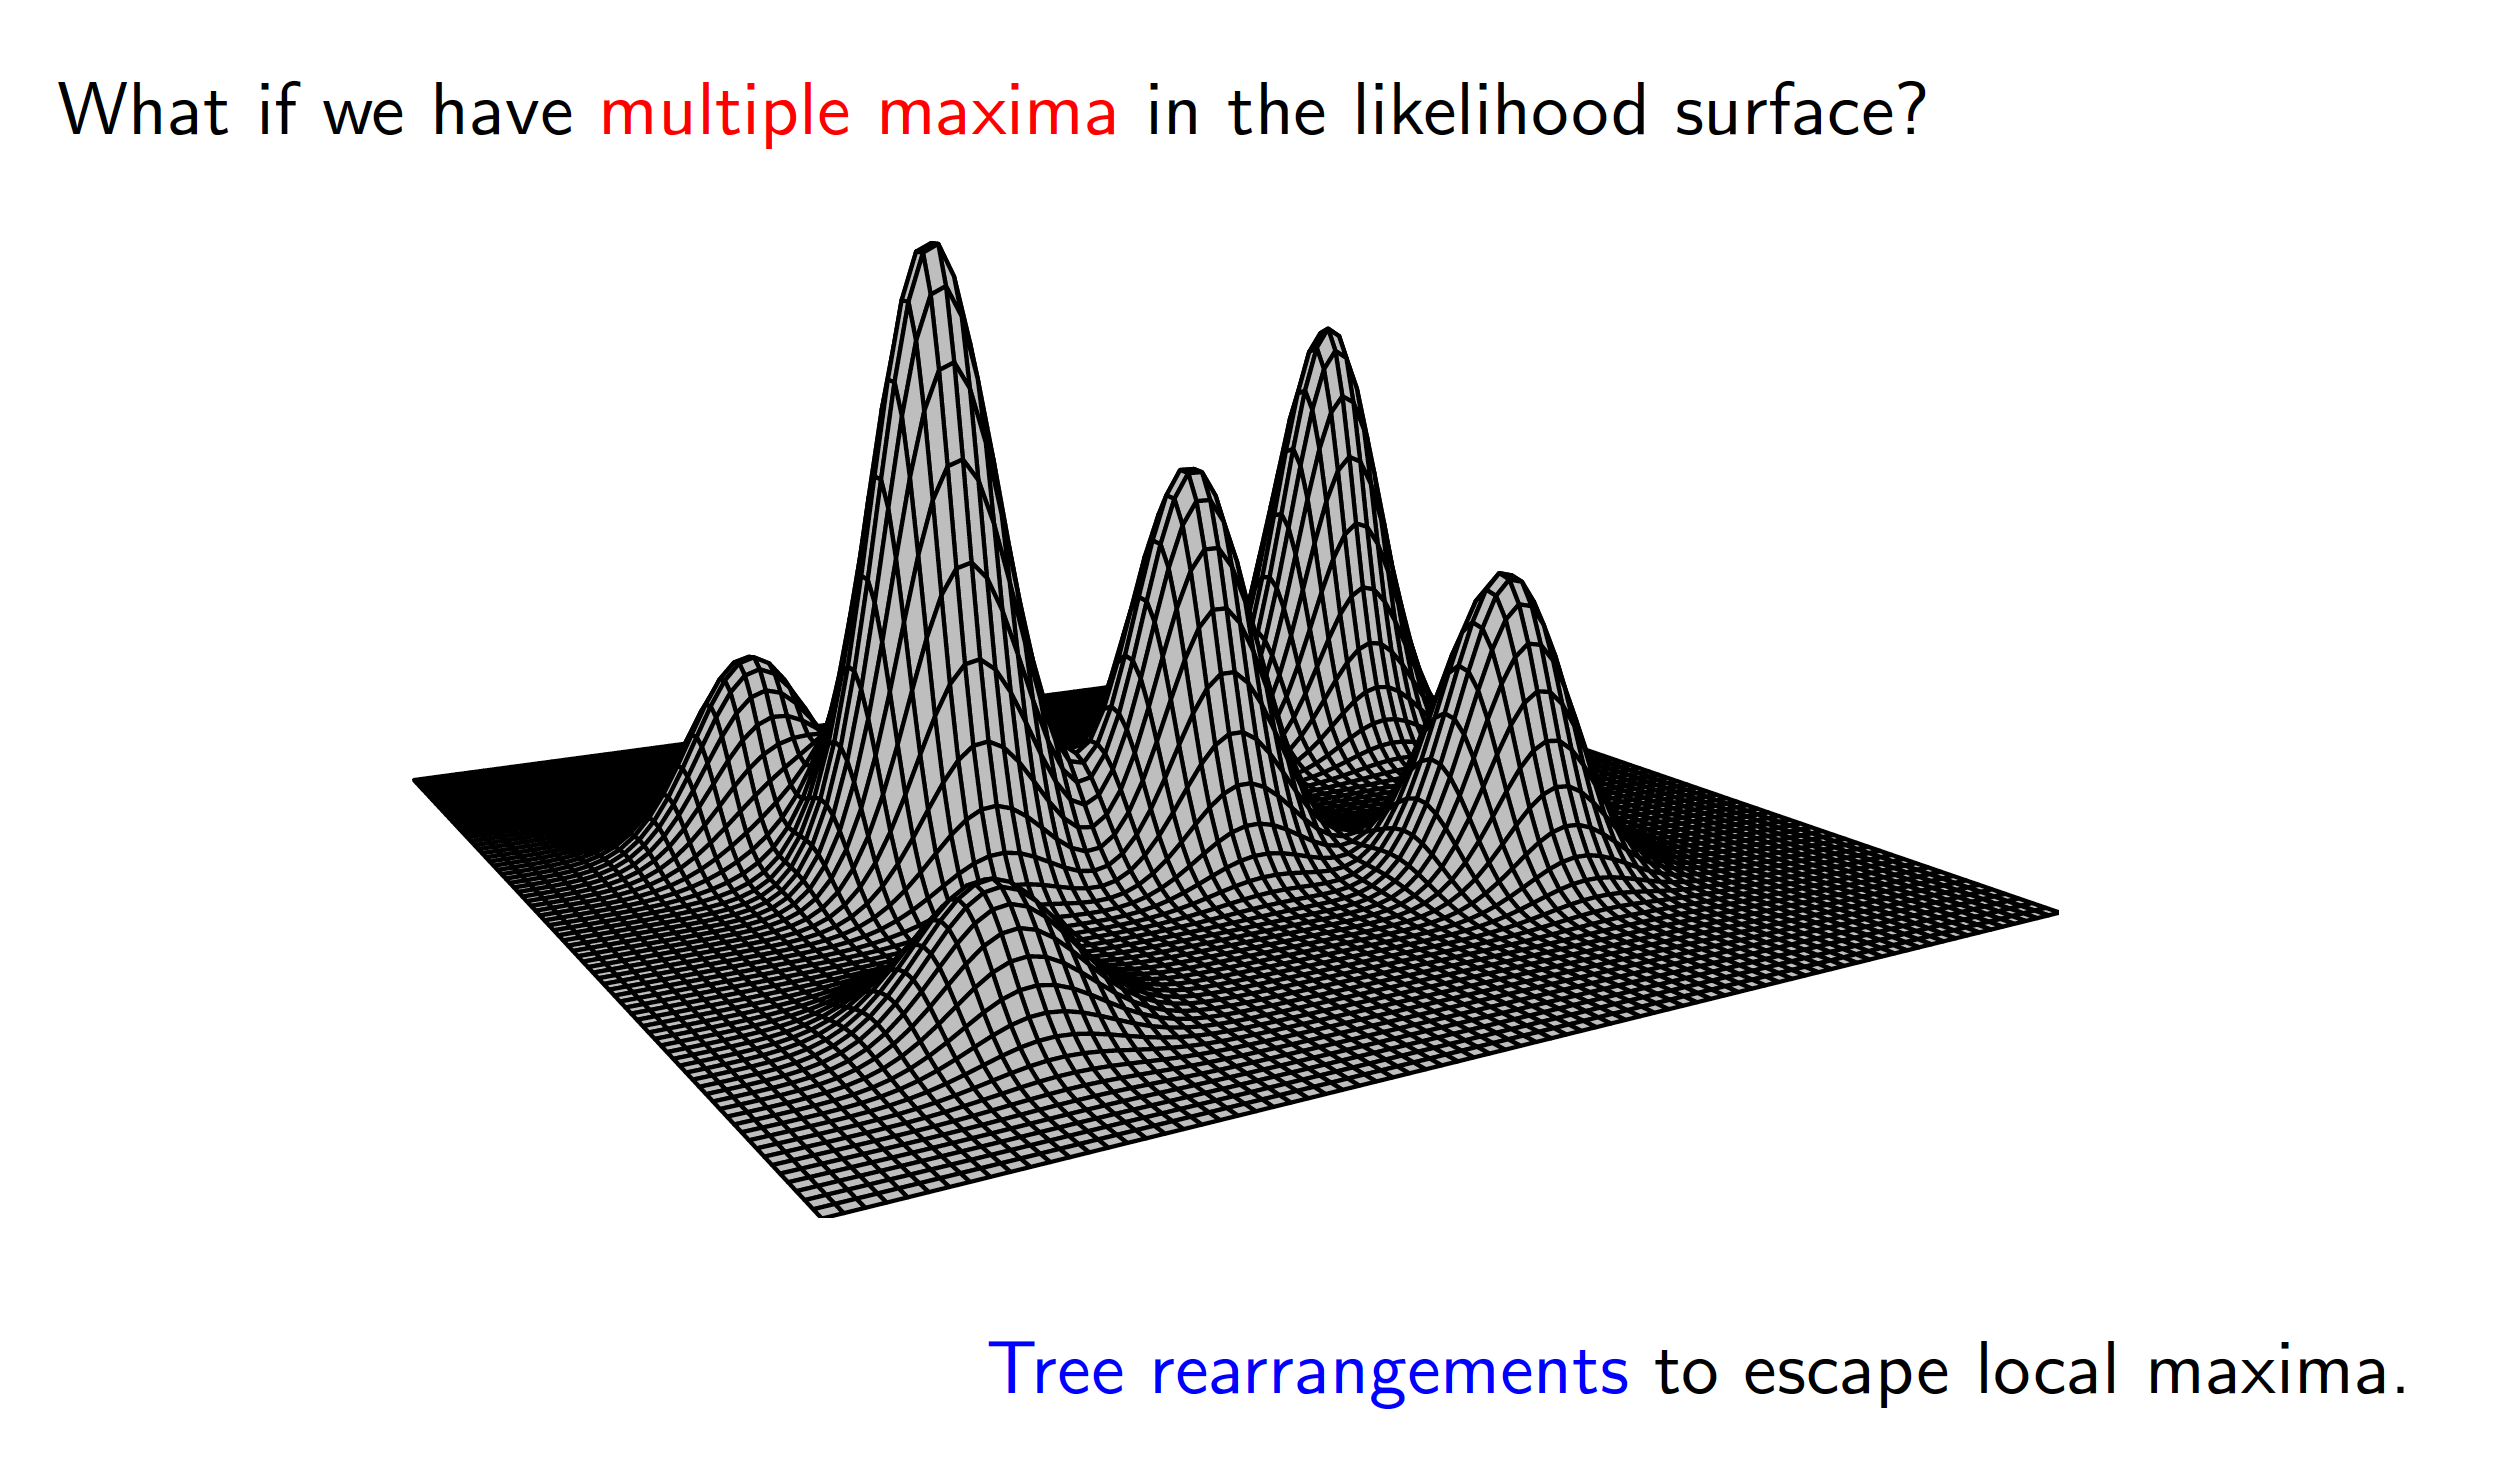 What if we have multiple maxima in the likelihood surface?
Tree rearrangements to escape local maxima.